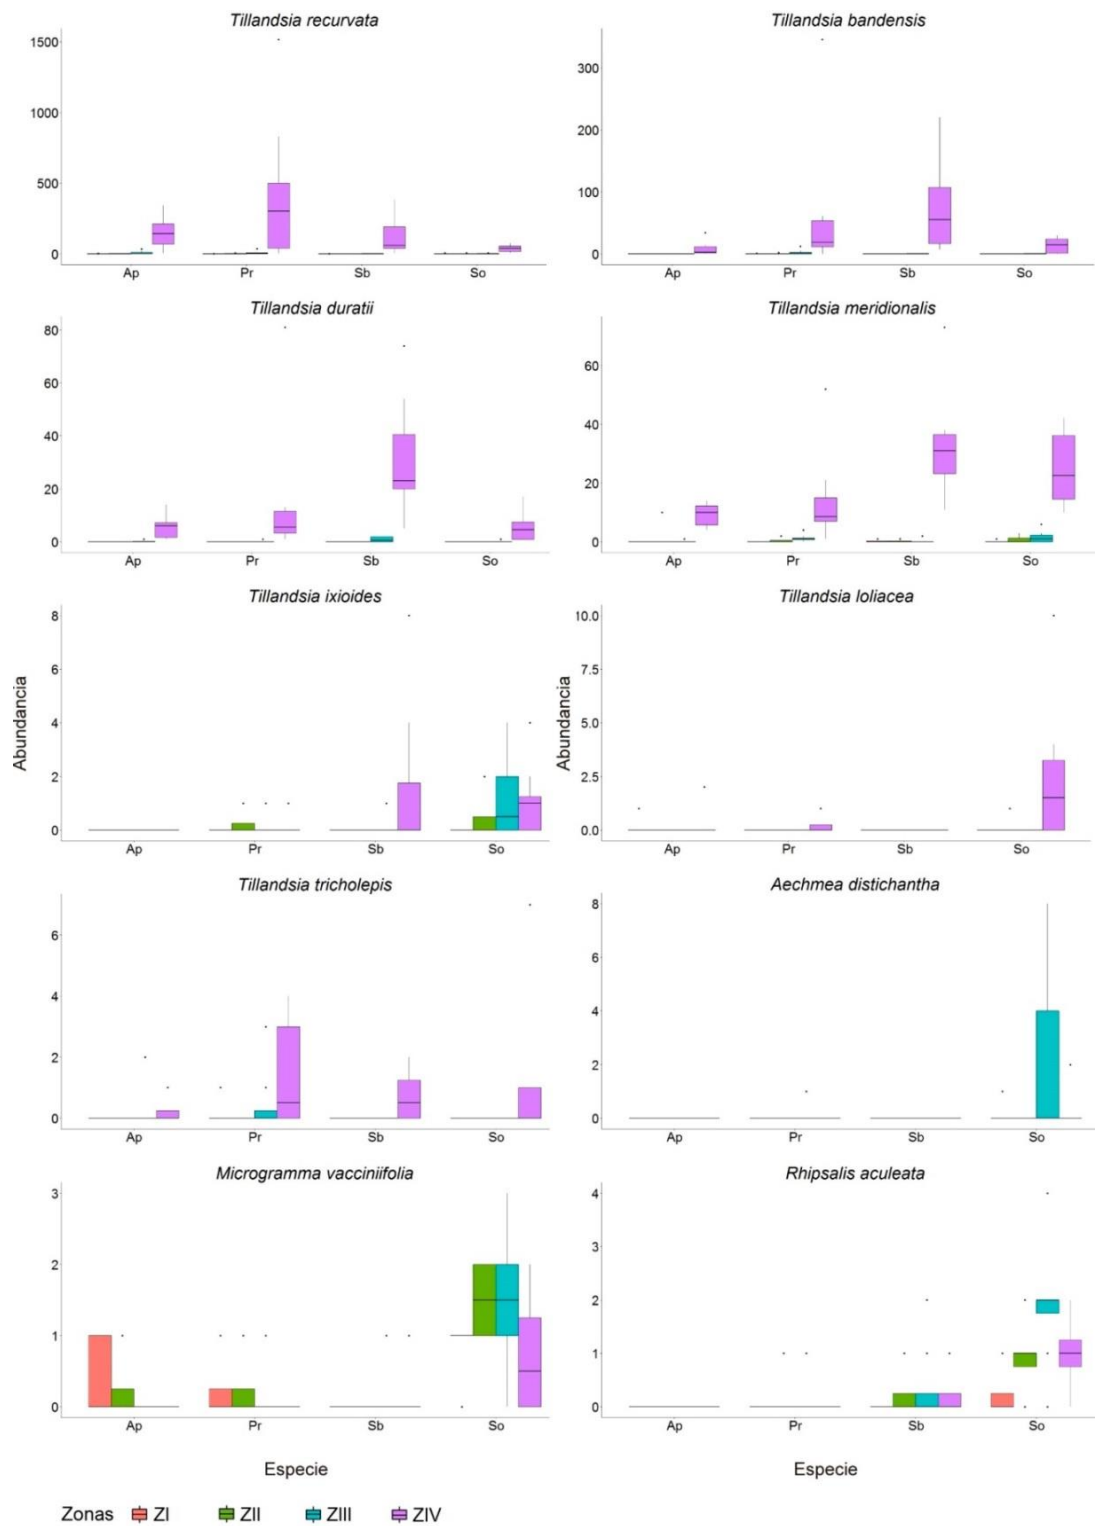 Tillandsia recurvata
1500
1000
500
0
Ap Pr Sb So
Tillandsia bandensis
300
200
100
0
Ap Pr Sb So
Tillandsia duratii
80
60
40
20
0
Ap Pr Sb So
Tillandsia meridionalis
60
40
20
0
Ap Pr Sb So
Abundancia
Tillandsia ixioides
8
6
4
2
0
Ap Pr Sb So
Abundancia
Tillandsia loliacea
10.0
7.5
5.0
2.5
0.0
Ap Pr Sb So
Tillandsia tricholepis
6
4
2
0
Ap Pr Sb So
Aechmea distichantha
8
6
4
2
0
Ap Pr Sb So
Microgramma vacciniifolia
3
2
1
0
Ap Pr Sb So
Rhipsalis aculeata
4
3
2
1
0
Ap Pr Sb So
Especie
Especie
Zonas ZI ZII ZIII ZIV